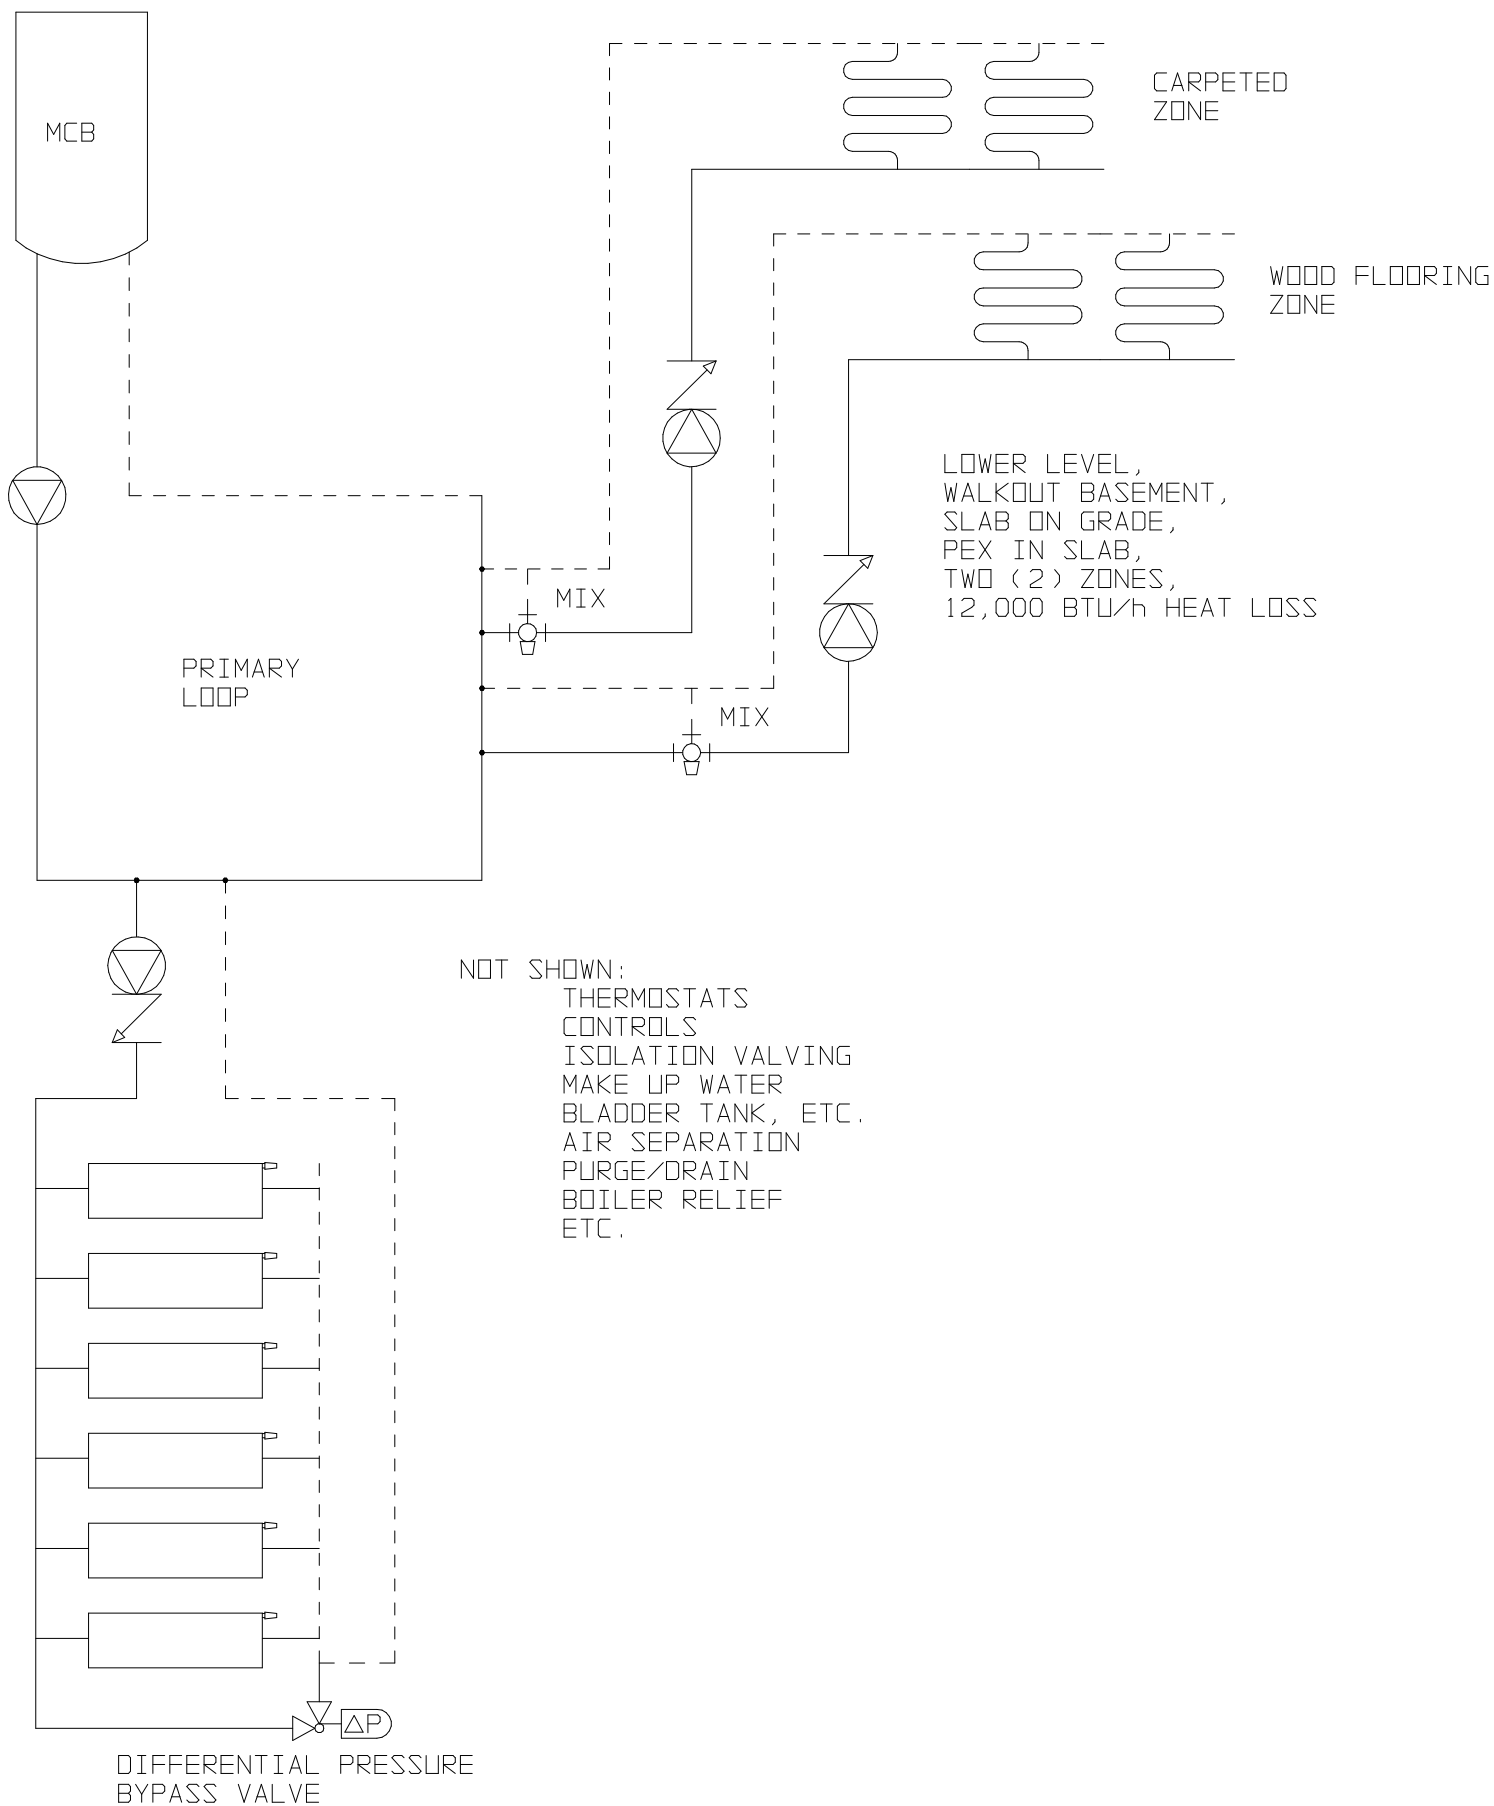 MCB
CARPETED
ZONE
WOOD FLOORING
ZONE
LOWER LEVEL,
WALKOUT BASEMENT,
SLAB ON GRADE,
PEX IN SLAB,
TWO (2) ZONES,
12,000 BTU/h HEAT LOSS
MIX
MIX
PRIMARY
LOOP
NOT SHOWN:
THERMOSTATS
CONTROLS
ISOLATION VALVING
MAKE UP WATER
BLADDER TANK, ETC.
AIR SEPARATION
PURGE/DRAIN
BOILER RELIEF
ETC.
△P
DIFFERENTIAL PRESSURE
BYPASS VALVE